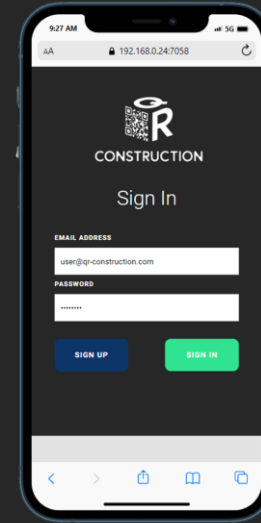 9:27 AM
5G
AA
192.168.0.24:7058
QR
CONSTRUCTION
Sign In
EMAIL ADDRESS
user@qr-construction.com
PASSWORD
••••••••
SIGN UP
SIGN IN